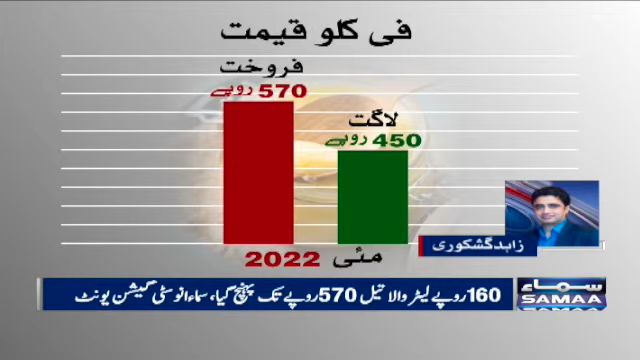 فی کلو قیمت
فروخت
570 روپے
لاگت
450 روپے
مئی 2022
زاہد گشکوری
160 روپے لیٹر والا تیل 570 روپے تک پہنچ گیا، سماء انوسٹی گیشن یونٹ
سماء
SAMAA